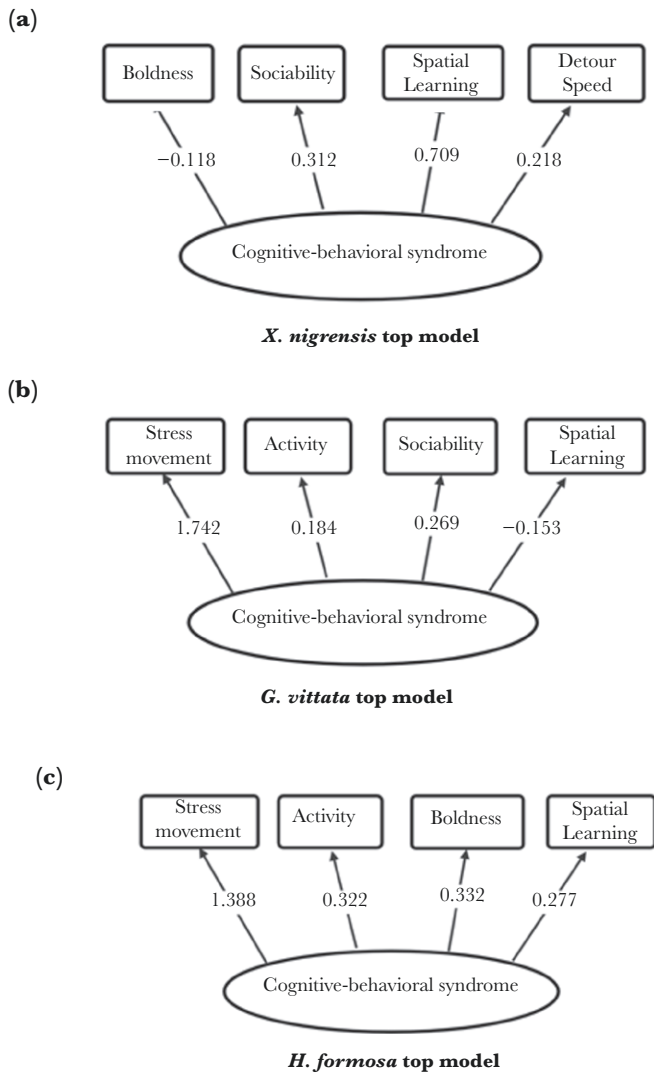 (a)
Boldness
Sociability
Spatial
Learning
Detour
Speed
−0.118
0.312
0.709
0.218
Cognitive-behavioral syndrome
X. nigrensis top model
(b)
Stress
movement
Activity
Sociability
Spatial
Learning
1.742
0.184
0.269
−0.153
Cognitive-behavioral syndrome
G. vittata top model
(c)
Stress
movement
Activity
Boldness
Spatial
Learning
1.388
0.322
0.332
0.277
Cognitive-behavioral syndrome
H. formosa top model